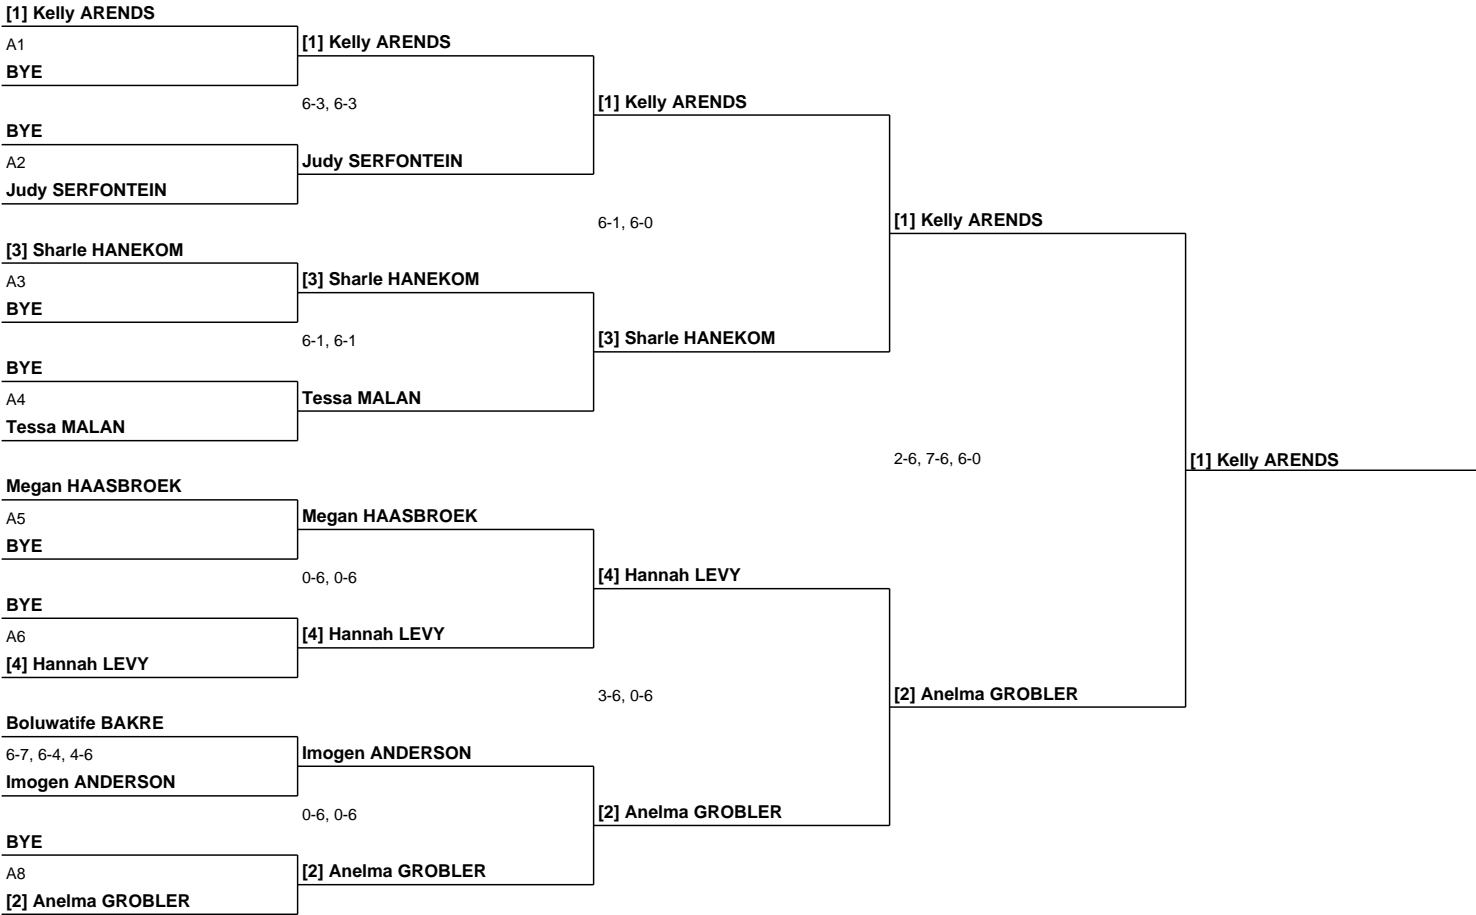 [1] Kelly ARENDS
A1
BYE
BYE
A2
Judy SERFONTEIN
[3] Sharle HANEKOM
A3
BYE
BYE
A4
Tessa MALAN
Megan HAASBROEK
A5
BYE
BYE
A6
[4] Hannah LEVY
Boluwatife BAKRE
6-7, 6-4, 4-6
Imogen ANDERSON
BYE
A8
[2] Anelma GROBLER
[1] Kelly ARENDS
6-3, 6-3
Judy SERFONTEIN
[3] Sharle HANEKOM
6-1, 6-1
Tessa MALAN
Megan HAASBROEK
0-6, 0-6
[4] Hannah LEVY
Imogen ANDERSON
0-6, 0-6
[2] Anelma GROBLER
[1] Kelly ARENDS
6-1, 6-0
[3] Sharle HANEKOM
[4] Hannah LEVY
3-6, 0-6
[2] Anelma GROBLER
[1] Kelly ARENDS
2-6, 7-6, 6-0
[2] Anelma GROBLER
[1] Kelly ARENDS